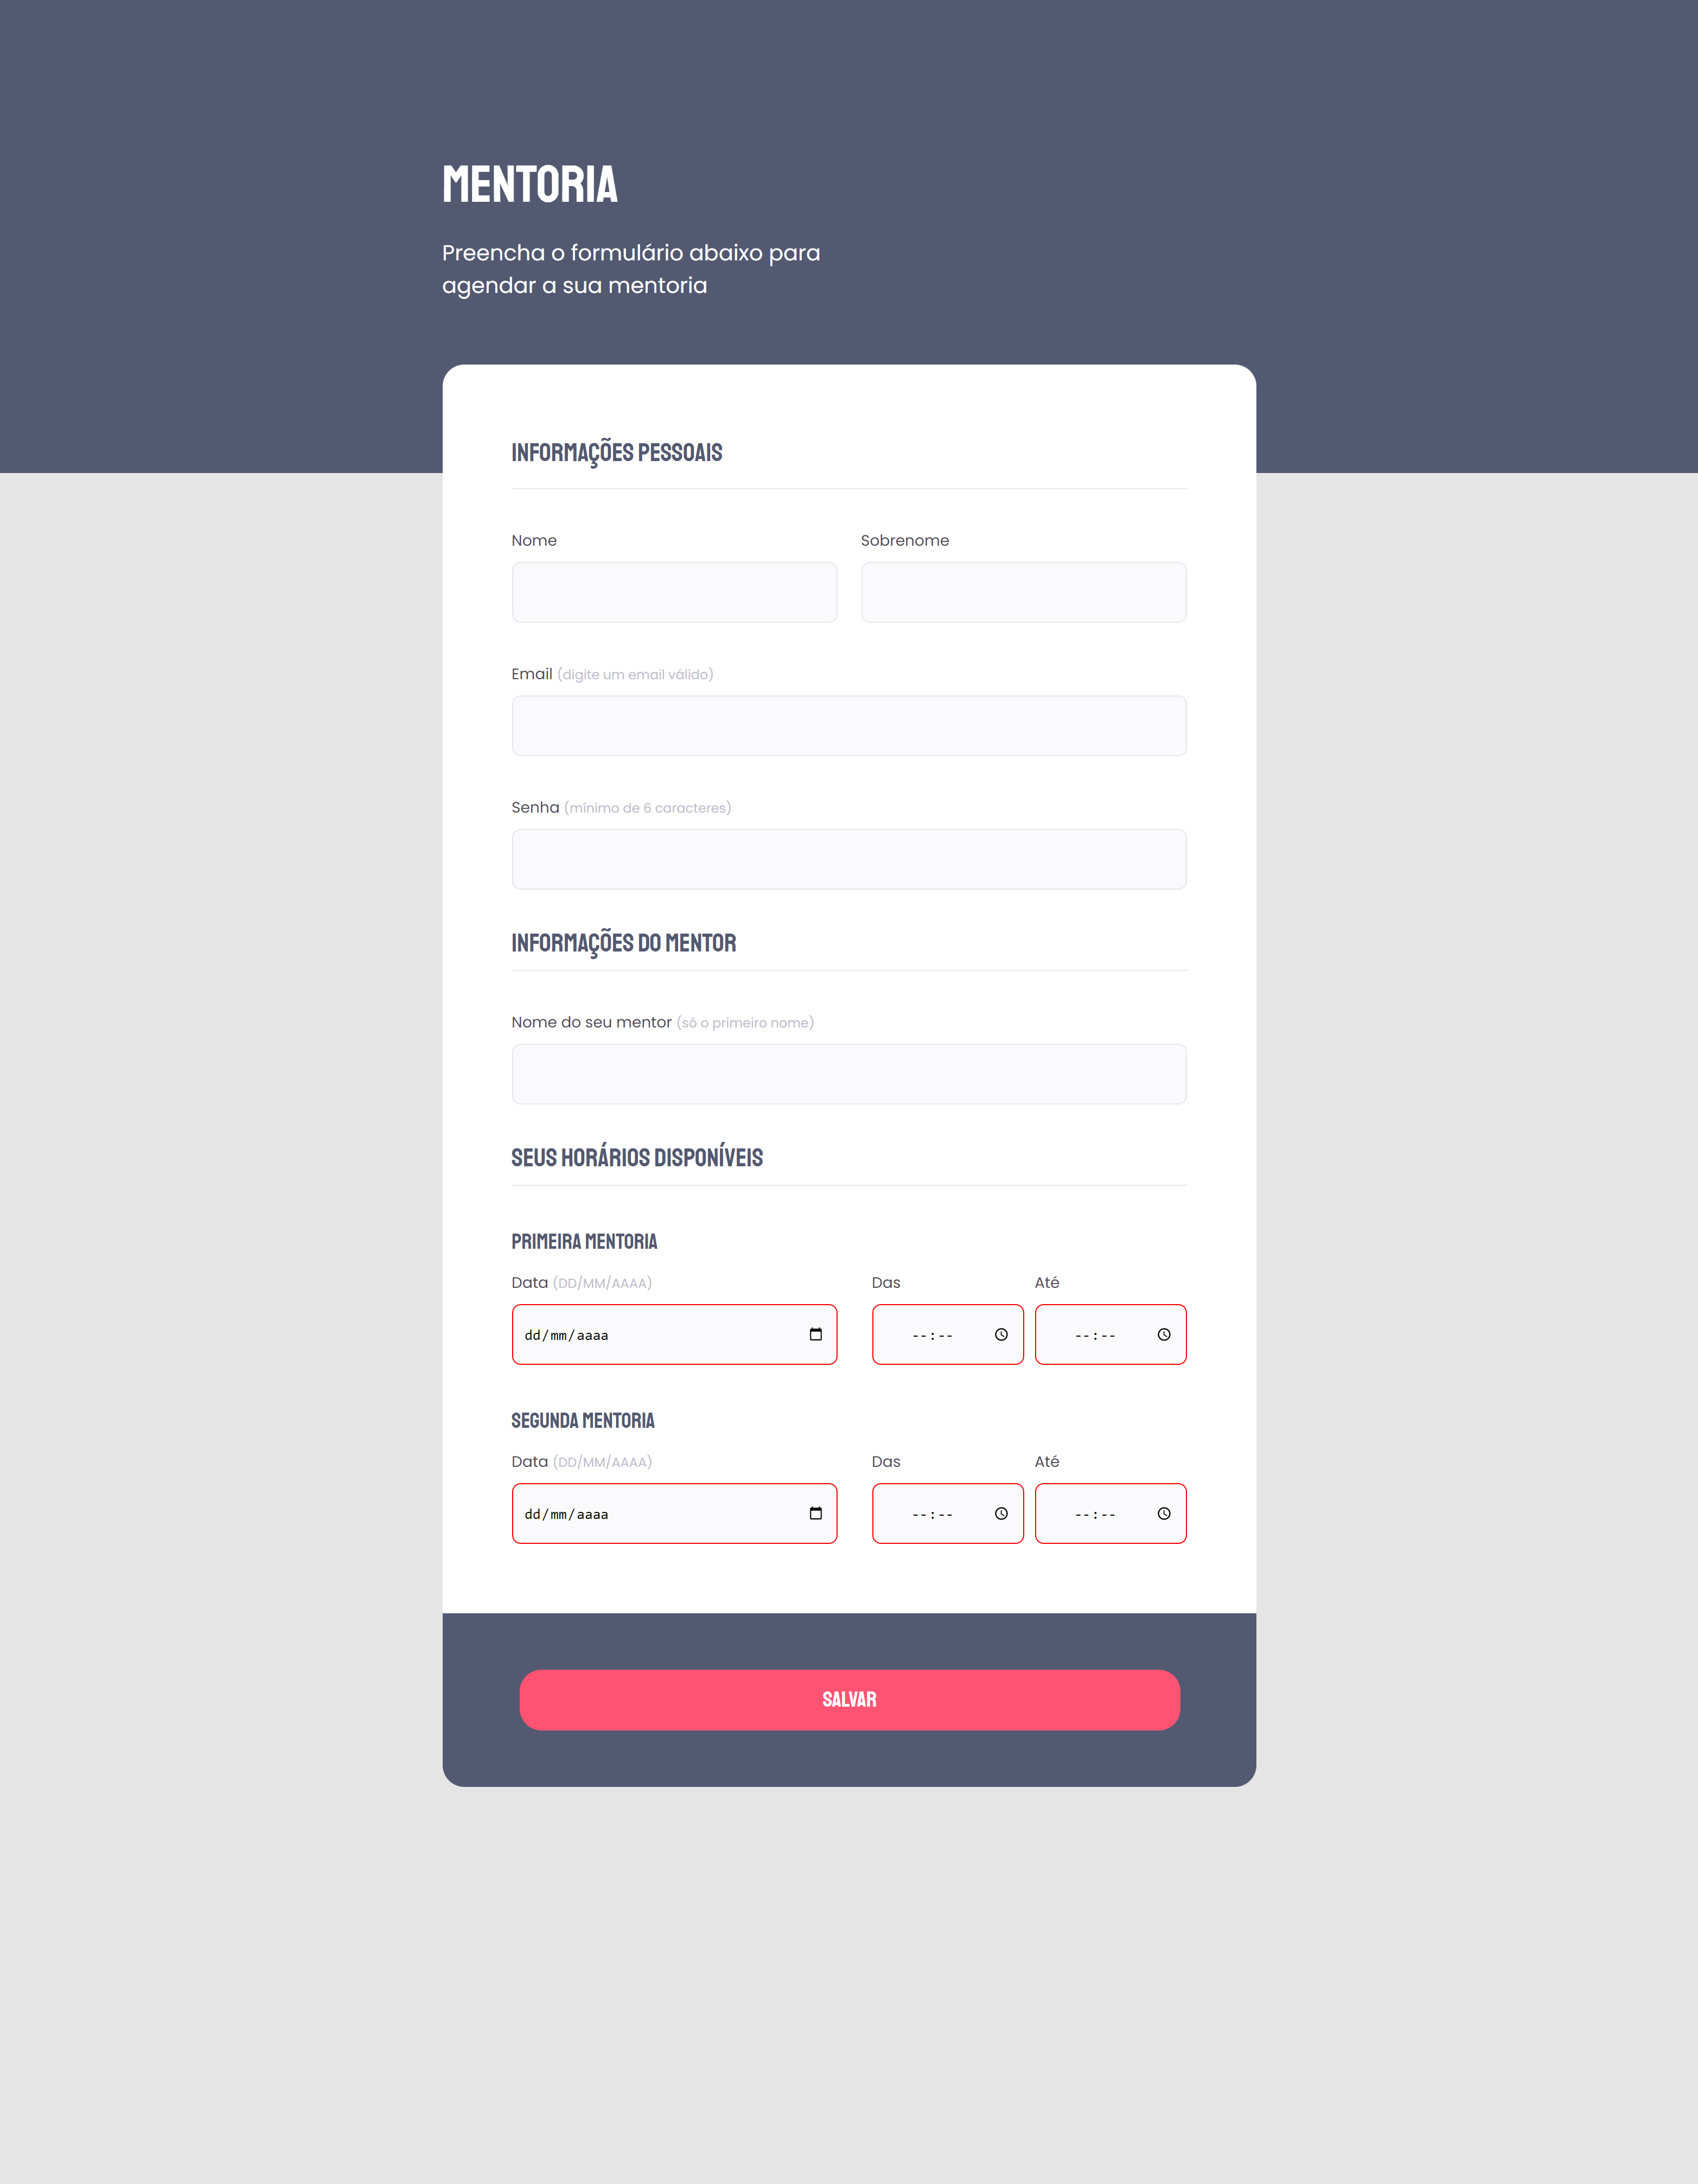 MENTORIA
Preencha o formulário abaixo para
agendar a sua mentoria
INFORMAÇÕES PESSOAIS
Nome Sobrenome
Email (digite um email válido)
Senha (mínimo de 6 caracteres)
INFORMAÇÕES DO MENTOR
Nome do seu mentor (só o primeiro nome)
SEUS HORÁRIOS DISPONÍVEIS
PRIMEIRA MENTORIA
Data (DD/MM/AAAA) Das Até
dd/mm/aaaa --:-- --:--
SEGUNDA MENTORIA
Data (DD/MM/AAAA) Das Até
dd/mm/aaaa --:-- --:--
SALVAR